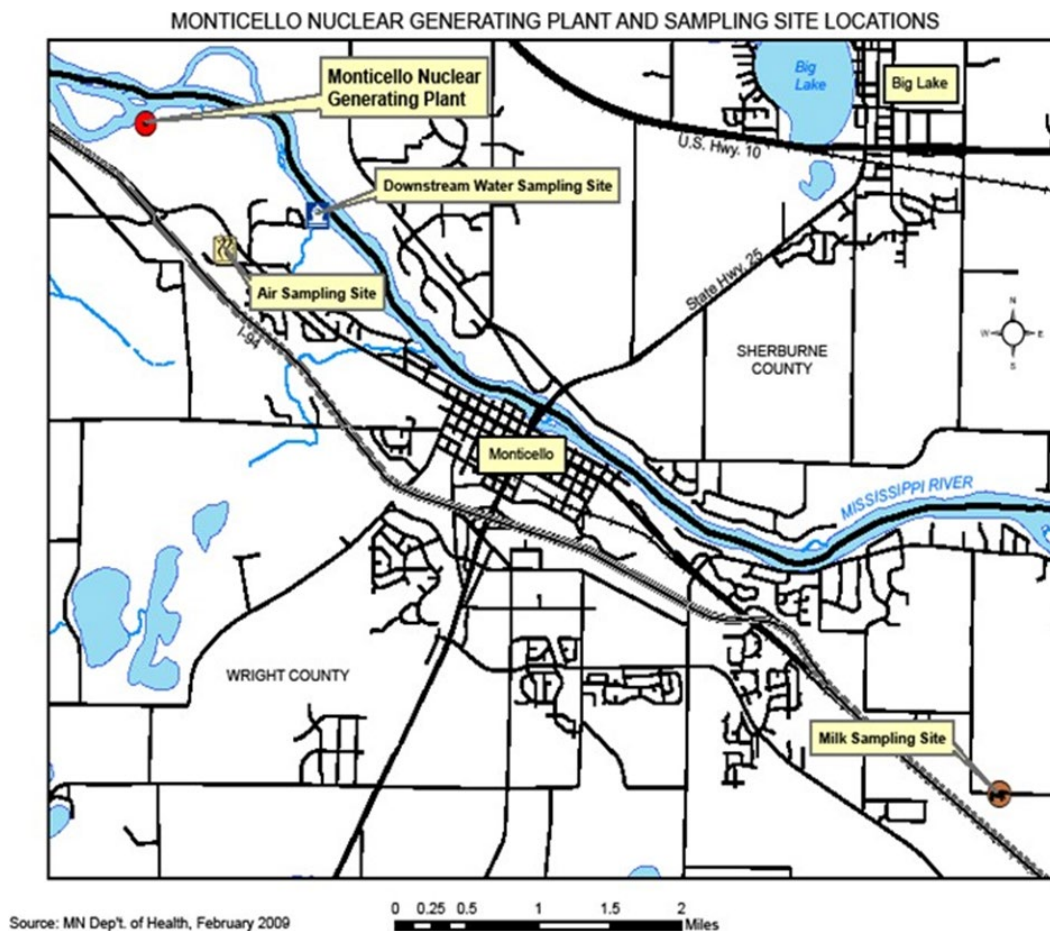 MONTICELLO NUCLEAR GENERATING PLANT AND SAMPLING SITE LOCATIONS
Monticello Nuclear
Generating Plant
Big
Lake
Big Lake
U.S. Hwy. 10
Downstream Water Sampling Site
Air Sampling Site
State Hwy. 25
I-94
N
W
E
S
SHERBURNE
COUNTY
Monticello
MISSISSIPPI RIVER
WRIGHT COUNTY
Milk Sampling Site
Source: MN Dep't. of Health, February 2009
0 0.25 0.5 1 1.5 2
Miles